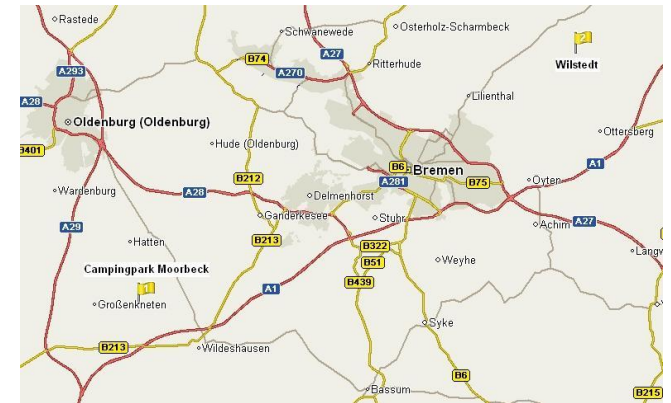 Rastede
Schwanewede
A27
Osterholz-Scharmbeck
2
B74
A293
A270
Ritterhude
Wilstedt
A28
Lilienthal
Oldenburg (Oldenburg)
Ottersberg
B401
Hude (Oldenburg)
B6
Bremen
A1
B212
A281
B75
Oyten
Wardenburg
A28
Delmenhorst
A29
Ganderkesee
Stuhr
Achim
A27
Hatten
B213
B322
Langw
B51
Weyhe
Campingpark Moorbeck
B439
1
A1
Großenkneten
Syke
B213
Wildeshausen
B6
Bassum
B215